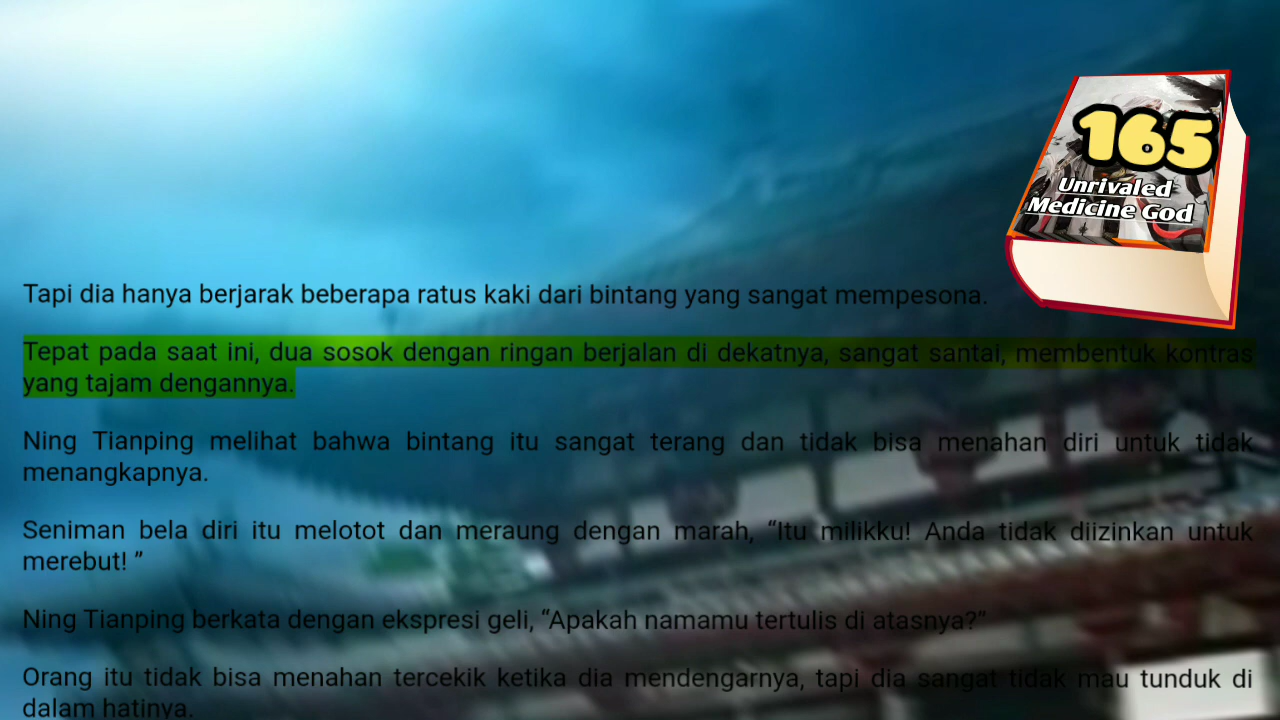 165
Unrivaled
Medicine God
Tapi dia hanya berjarak beberapa ratus kaki dari bintang yang sangat mempesona.
Tepat pada saat ini, dua sosok dengan ringan berjalan di dekatnya, sangat santai, membentuk kontras
yang tajam dengannya.
Ning Tianping melihat bahwa bintang itu sangat terang dan tidak bisa menahan diri untuk tidak
menangkapnya.
Seniman bela diri itu melotot dan meraung dengan marah, “Itu milikku! Anda tidak diizinkan untuk
merebut! ”
Ning Tianping berkata dengan ekspresi geli, “Apakah namamu tertulis di atasnya?”
Orang itu tidak bisa menahan tercekik ketika dia mendengarnya, tapi dia sangat tidak mau tunduk di
dalam hatinya.